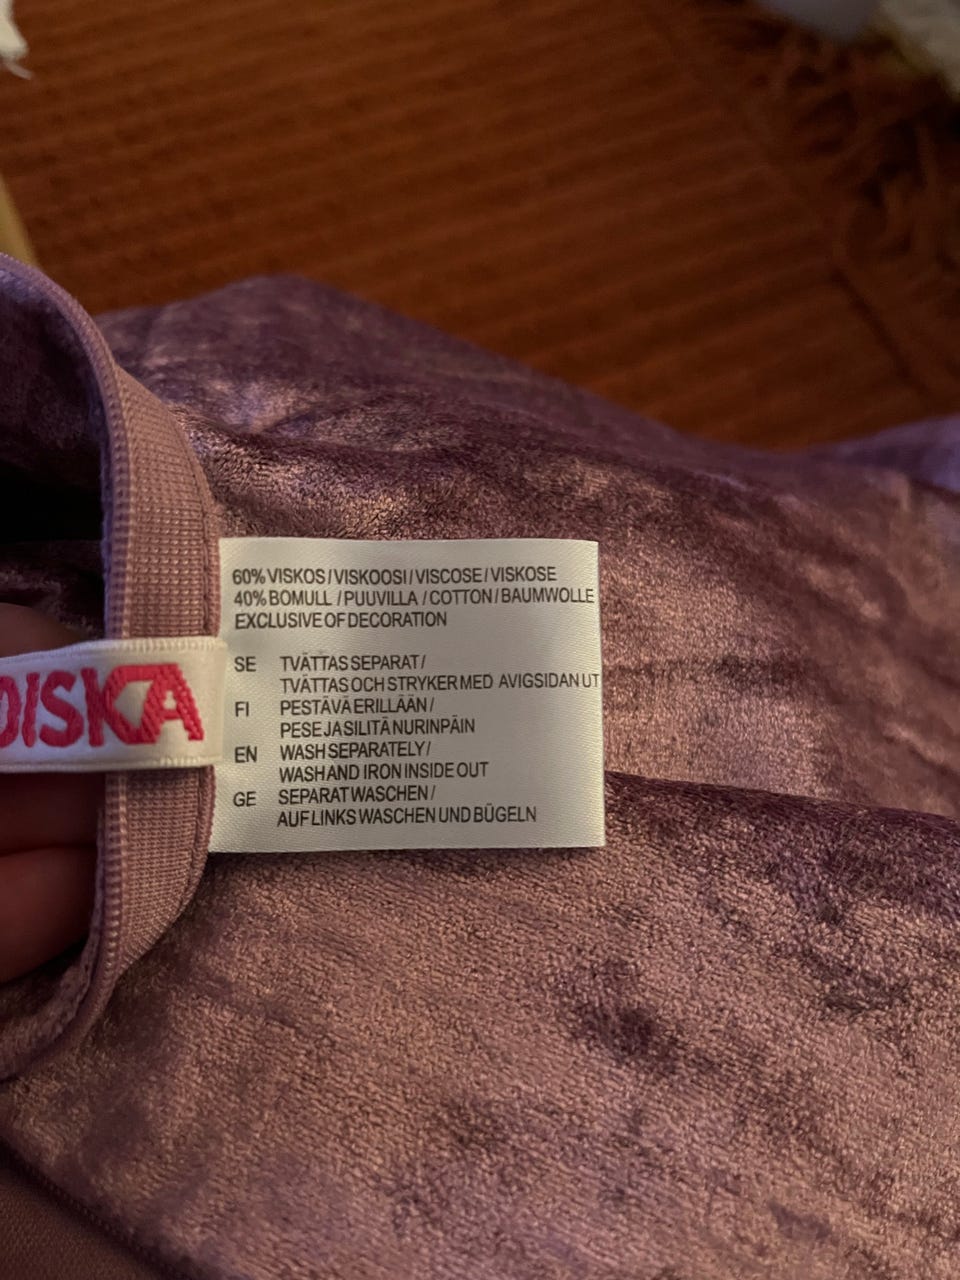 60% VISKOS / VISKOOSI / VISCOSE / VISKOSE
40% BOMULL / PUUVILLA / COTTON / BAUMWOLLE
EXCLUSIVE OF DECORATION
SE TVÄTTAS SEPARAT /
TVÄTTAS OCH STRYKER MED AVIGSIDAN UT
FI PESTÄVÄ ERILLÄÄN /
PESE JA SILITÄ NURINPÄIN
EN WASH SEPARATELY /
WASH AND IRON INSIDE OUT
GE SEPARAT WASCHEN /
AUF LINKS WASCHEN UND BÜGELN
DISKA